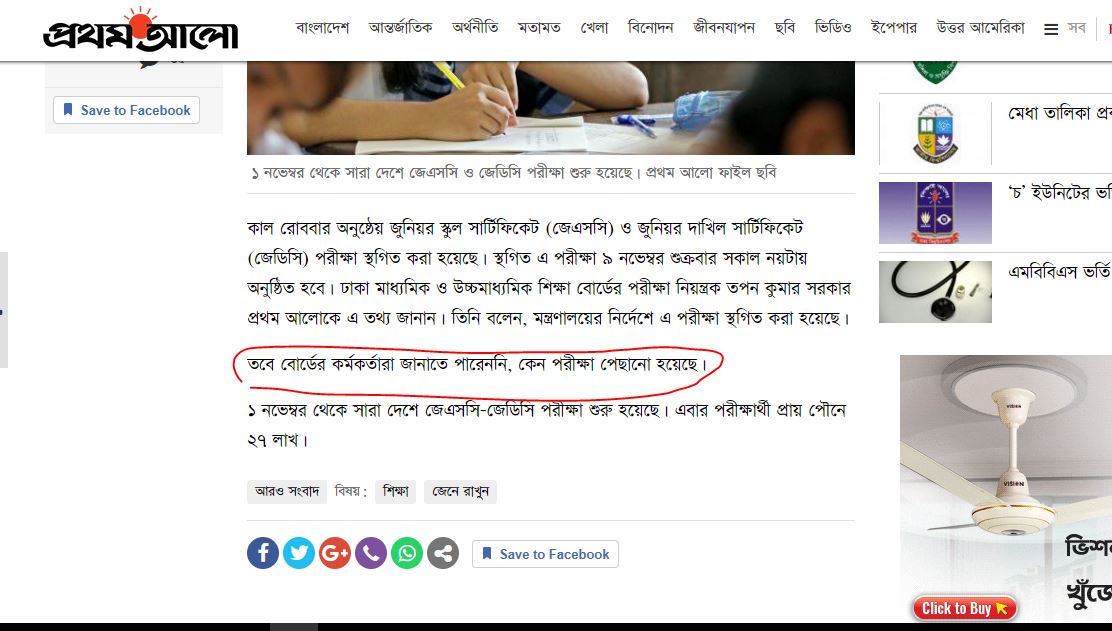 প্রথম আলো
বাংলাদেশ আন্তর্জাতিক অর্থনীতি মতামত খেলা বিনোদন জীবনযাপন ছবি ভিডিও ইপেপার উত্তর আমেরিকা সব
Save to Facebook
১ নভেম্বর থেকে সারা দেশে জেএসসি ও জেডিসি পরীক্ষা শুরু হয়েছে। প্রথম আলো ফাইল ছবি
কাল রোববার অনুষ্ঠেয় জুনিয়র স্কুল সার্টিফিকেট (জেএসসি) ও জুনিয়র দাখিল সার্টিফিকেট
(জেডিসি) পরীক্ষা স্থগিত করা হয়েছে। স্থগিত এ পরীক্ষা ৯ নভেম্বর শুক্রবার সকাল নয়টায়
অনুষ্ঠিত হবে। ঢাকা মাধ্যমিক ও উচ্চমাধ্যমিক শিক্ষা বোর্ডের পরীক্ষা নিয়ন্ত্রক তপন কুমার সরকার
প্রথম আলোকে এ তথ্য জানান। তিনি বলেন, মন্ত্রণালয়ের নির্দেশে এ পরীক্ষা স্থগিত করা হয়েছে।
তবে বোর্ডের কর্মকর্তারা জানাতে পারেননি, কেন পরীক্ষা পেছানো হয়েছে।
১ নভেম্বর থেকে সারা দেশে জেএসসি-জেডিসি পরীক্ষা শুরু হয়েছে। এবার পরীক্ষার্থী প্রায় পৌনে
২৭ লাখ।
আরও সংবাদ বিষয়: শিক্ষা জেনে রাখুন
Save to Facebook
মেধা তালিকা
‘চ’ ইউনিটের
এমবিবিএস ভর্তি
VISION
VISION
Click to Buy